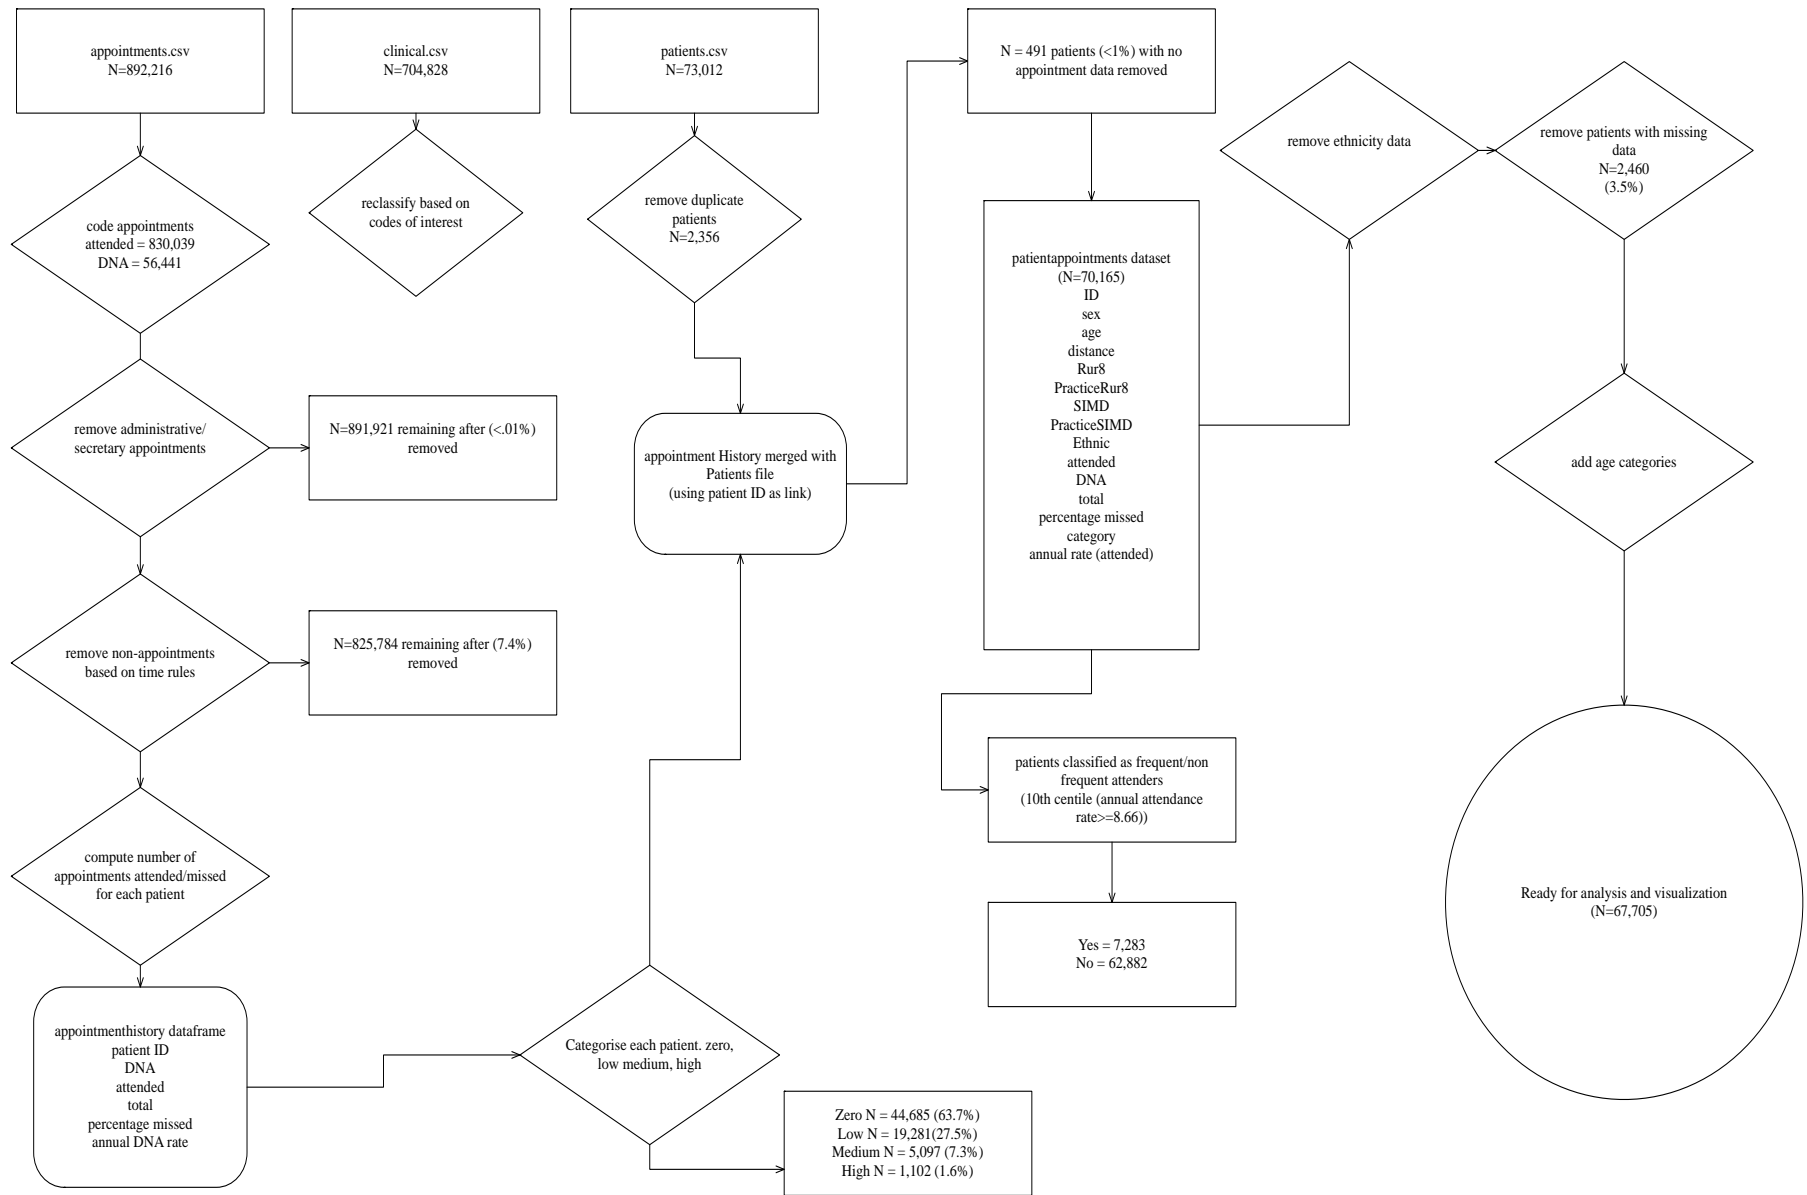 appointments.csv
N=892,216
clinical.csv
N=704,828
patients.csv
N=73,012
N = 491 patients (<1%) with no
appointment data removed
code appointments
attended = 830,039
DNA = 56,441
reclassify based on
codes of interest
remove duplicate
patients
N=2,356
remove ethnicity data
remove patients with missing
data
N=2,460
(3.5%)
remove administrative/
secretary appointments
N=891,921 remaining after (<.01%)
removed
appointment History merged with
Patients file
(using patient ID as link)
patientappointments dataset
(N=70,165)
ID
sex
age
distance
Rur8
PracticeRur8
SIMD
PracticeSIMD
Ethnic
attended
DNA
total
percentage missed
category
annual rate (attended)
add age categories
remove non-appointments
based on time rules
N=825,784 remaining after (7.4%)
removed
patients classified as frequent/non
frequent attenders
(10th centile (annual attendance
rate>=8.66))
compute number of
appointments attended/missed
for each patient
Yes = 7,283
No = 62,882
Ready for analysis and visualization
(N=67,705)
appointmenthistory dataframe
patient ID
DNA
attended
total
percentage missed
annual DNA rate
Categorise each patient. zero,
low medium, high
Zero N = 44,685 (63.7%)
Low N = 19,281(27.5%)
Medium N = 5,097 (7.3%)
High N = 1,102 (1.6%)